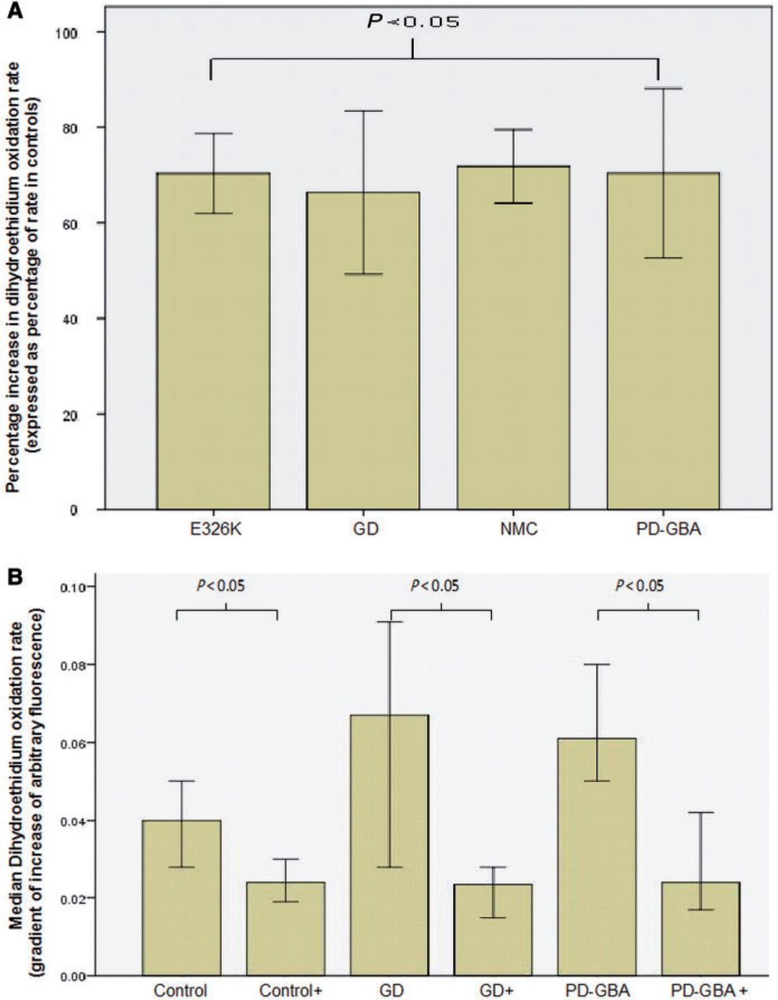 A
P <0.05
Percentage increase in dihydroethidium oxidation rate
(expressed as percentage of rate in controls)
100
80
60
40
20
0
E326K GD NMC PD-GBA
B
P < 0.05 P < 0.05 P < 0.05
Median Dihydroethidium oxidation rate
(gradient of increase of arbitrary fluorescence)
0.10
0.08
0.06
0.04
0.02
0.00
Control Control+ GD GD+ PD-GBA PD-GBA +